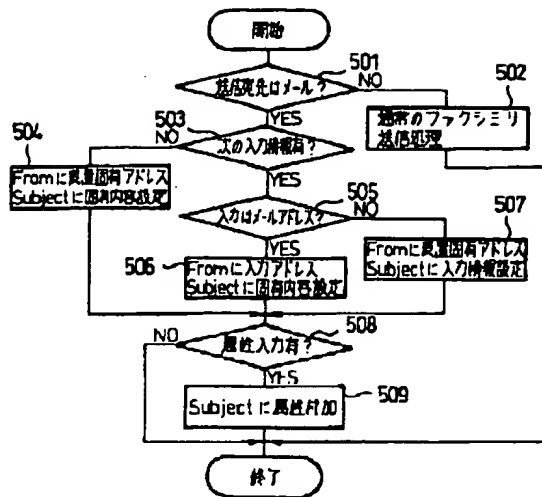 開始
501
送信宛先はメール?
NO
502
YES
通常のファクシミリ
送信処理
503
504
NO
次の入力情報有?
YES
Fromに装置固有アドレス
Subjectに固有内容設定
505
入力はメールアドレス?
NO
507
YES
506
Fromに入力アドレス
Subjectに固有内容設定
Fromに装置固有アドレス
Subjectに入力情報設定
508
NO
属性入力有?
YES
509
Subjectに属性付加
終了